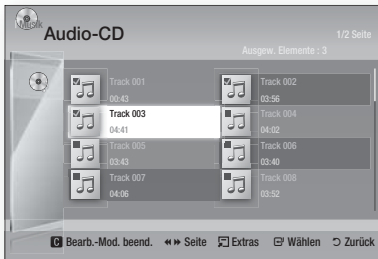 Musik
Audio-CD
1/2 Seite
Ausgew. Elemente : 3
Track 001
00:43
Track 002
03:56
Track 003
04:41
Track 004
04:02
Track 005
03:43
Track 006
03:40
Track 007
04:06
Track 008
03:52
C Bearb.-Mod. beend. Seite Extras Wählen Zurück